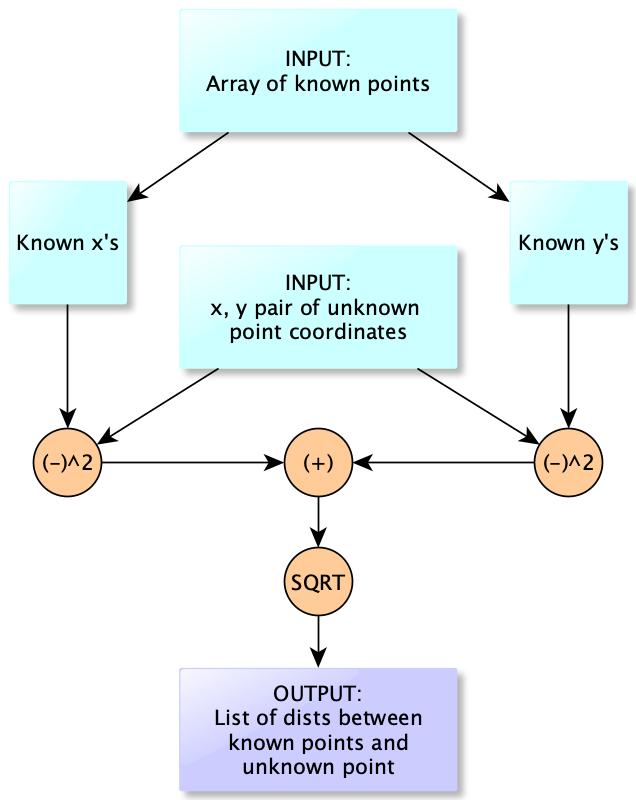 INPUT:
Array of known points
Known x's
Known y's
INPUT:
x, y pair of unknown
point coordinates
(-)^2
(+)
(-)^2
SQRT
OUTPUT:
List of dists between
known points and
unknown point